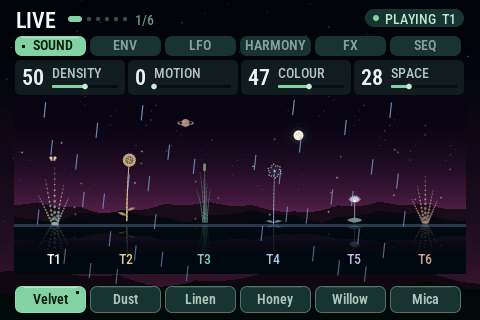 LIVE 1/6 PLAYING T1
SOUND ENV LFO HARMONY FX SEQ
50 DENSITY 0 MOTION 47 COLOUR 28 SPACE
T1 T2 T3 T4 T5 T6
Velvet Dust Linen Honey Willow Mica